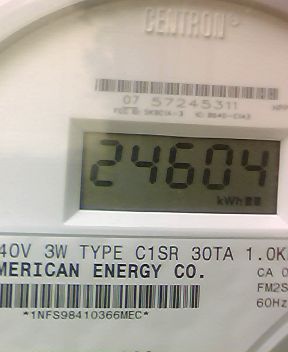 CENTRON
07 57245311
24604
kWh
40V 3W TYPE C1SR 30TA 1.0K
MERICAN ENERGY CO.
CA 0
FM2S
60Hz
*1NFS98410366MEC*